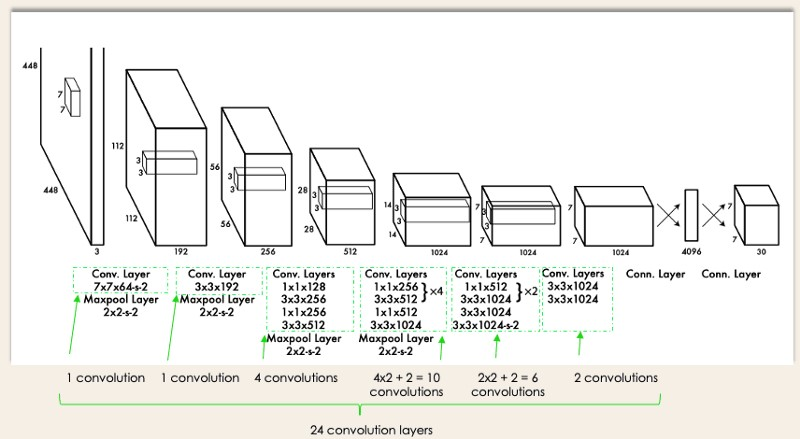 448
448
7
7
3
112
112
3
3
192
56
56
3
3
256
28
28
3
3
512
14
14
3
3
1024
7
7
3
3
1024
7
7
1024
4096
7
7
30
Conv. Layer
7x7x64-s-2
Maxpool Layer
2x2-s-2
Conv. Layer
3x3x192
Maxpool Layer
2x2-s-2
Conv. Layers
1x1x128
3x3x256
1x1x256
3x3x512
Maxpool Layer
2x2-s-2
Conv. Layers
1x1x256
3x3x512
}×4
1x1x512
3x3x1024
Maxpool Layer
2x2-s-2
Conv. Layers
1x1x512
3x3x1024
}×2
3x3x1024
3x3x1024-s-2
Conv. Layers
3x3x1024
3x3x1024
Conn. Layer
Conn. Layer
1 convolution
1 convolution
4 convolutions
4x2 + 2 = 10
convolutions
2x2 + 2 = 6
convolutions
2 convolutions
24 convolution layers